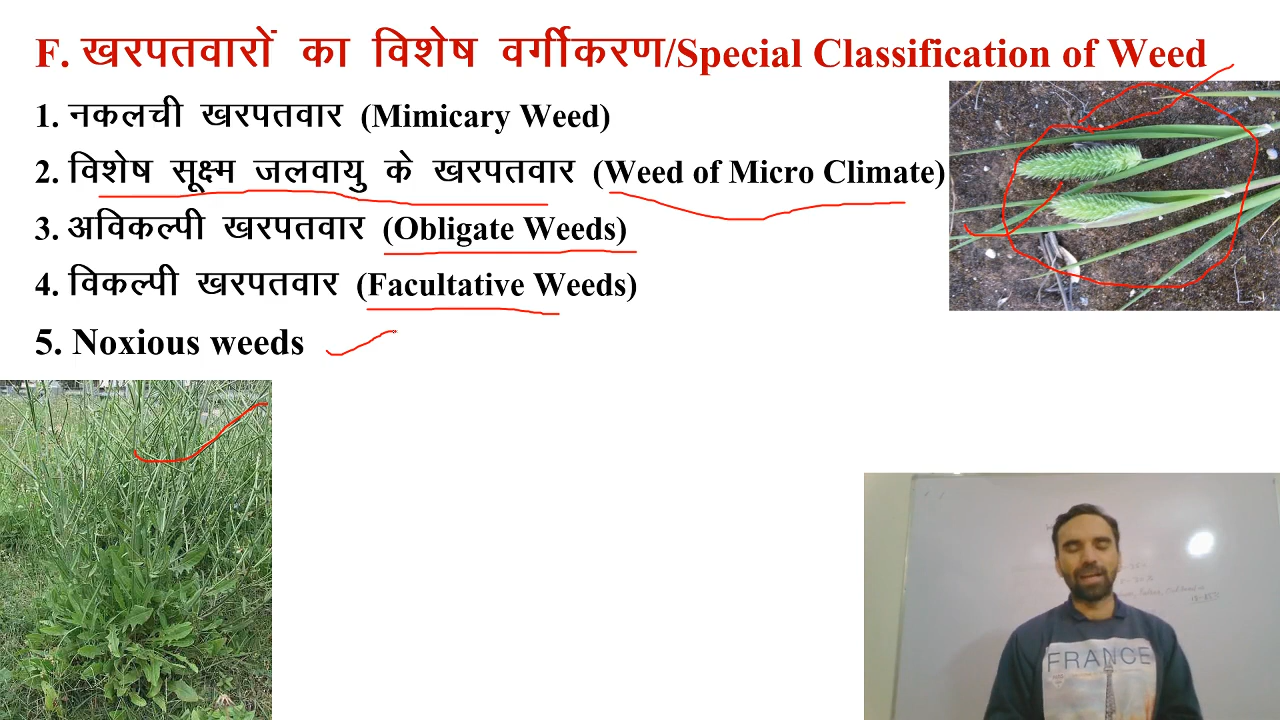 F. खरपतवारों का विशेष वर्गीकरण/Special Classification of Weed
1. नकलची खरपतवार (Mimicary Weed)
2. विशेष सूक्ष्म जलवायु के खरपतवार (Weed of Micro Climate)
3. अविकल्पी खरपतवार (Obligate Weeds)
4. विकल्पी खरपतवार (Facultative Weeds)
5. Noxious weeds
FRANCE